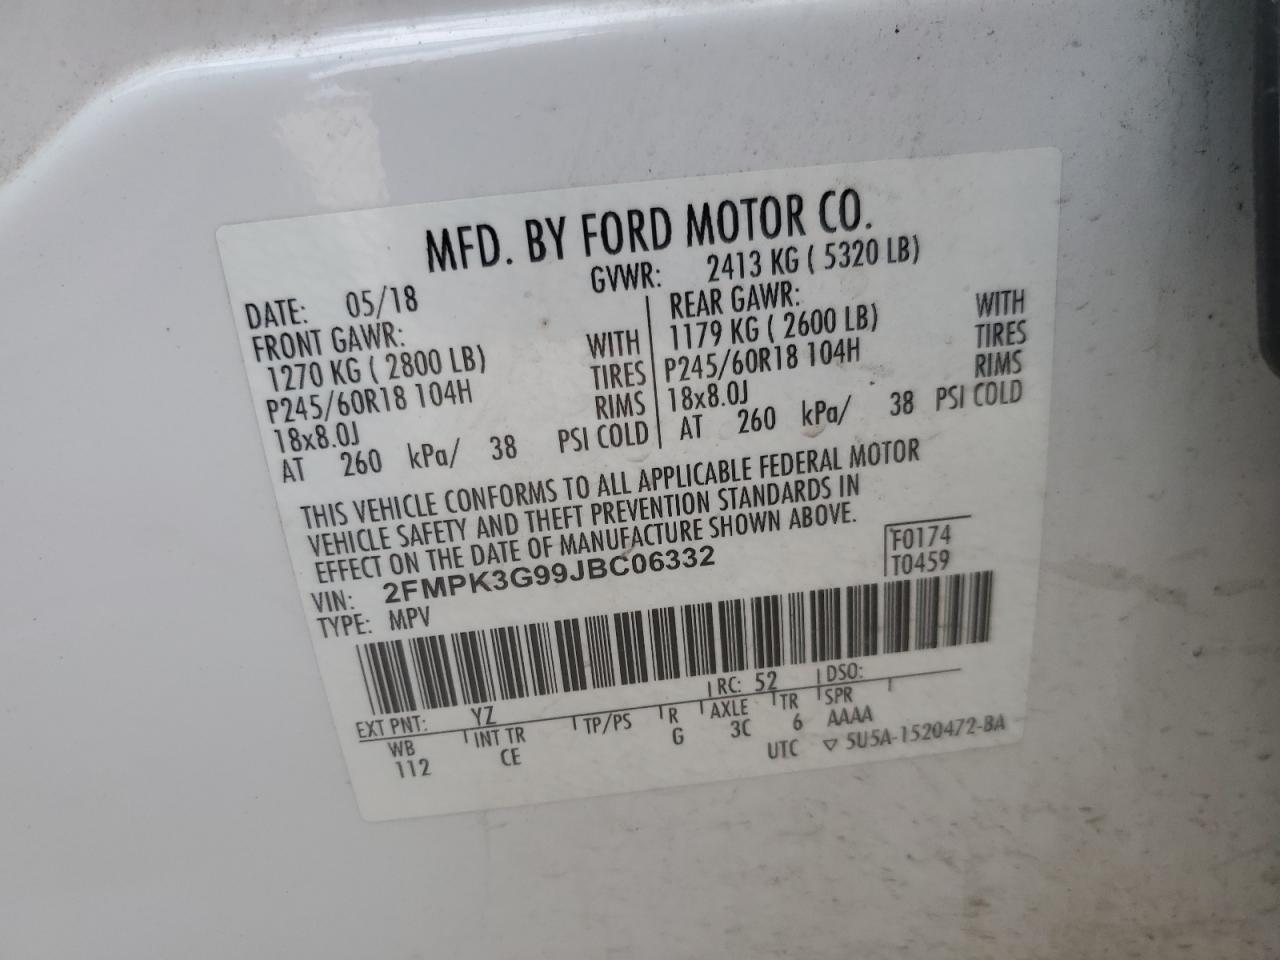 MFD. BY FORD MOTOR CO.
DATE: 05/18 GVWR: 2413 KG ( 5320 LB)
FRONT GAWR: REAR GAWR:
1270 KG ( 2800 LB) WITH 1179 KG ( 2600 LB) WITH
P245/60R18 104H TIRES P245/60R18 104H TIRES
18x8.0J RIMS 18x8.0J RIMS
AT 260 kPa/ 38 PSI COLD AT 260 kPa/ 38 PSI COLD
THIS VEHICLE CONFORMS TO ALL APPLICABLE FEDERAL MOTOR
VEHICLE SAFETY AND THEFT PREVENTION STANDARDS IN
EFFECT ON THE DATE OF MANUFACTURE SHOWN ABOVE.
VIN: 2FMPK3G99JBC06332 F0174
TYPE: MPV T0459
EXT PNT: YZ RC: 52 DSO:
WB INT TR TP/PS R AXLE TR SPR
112 CE G 3C 6 AAAA
UTC ▽ 5U5A-1520472-BA